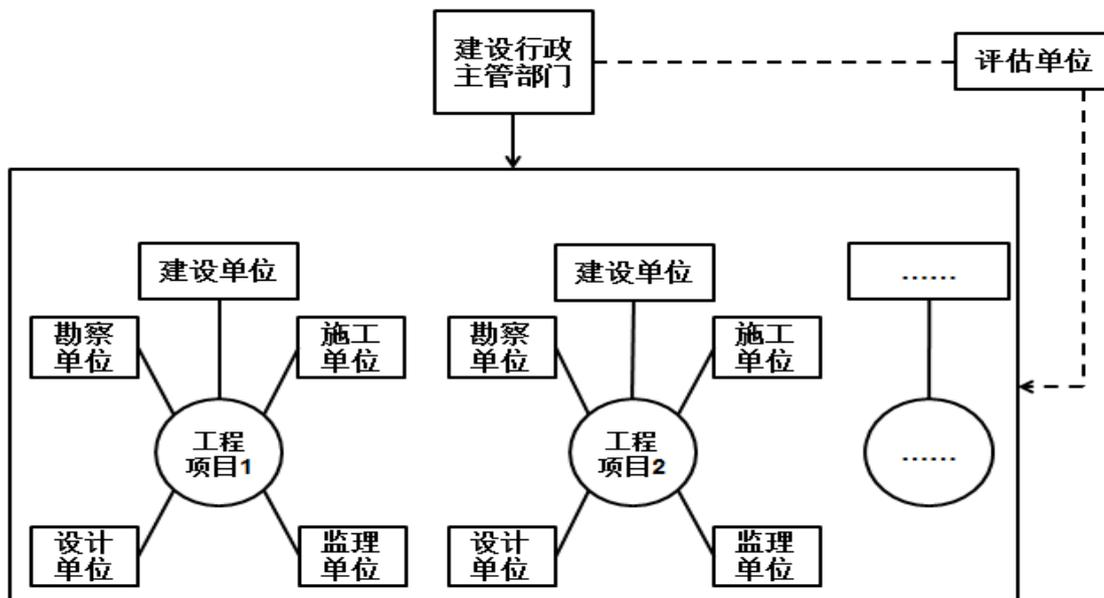 建设行政
主管部门
评估单位
建设单位
建设单位
......
勘察
单位
施工
单位
勘察
单位
施工
单位
工程
项目1
工程
项目2
......
设计
单位
监理
单位
设计
单位
监理
单位